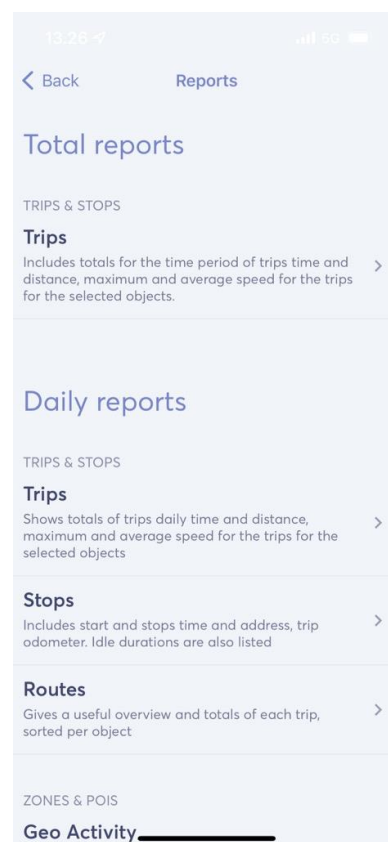 13:26
5G
Back
Reports
Total reports
TRIPS & STOPS
Trips
Includes totals for the time period of trips time and
distance, maximum and average speed for the trips
for the selected objects.
Daily reports
TRIPS & STOPS
Trips
Shows totals of trips daily time and distance,
maximum and average speed for the trips for the
selected objects
Stops
Includes start and stops time and address, trip
odometer. Idle durations are also listed
Routes
Gives a useful overview and totals of each trip,
sorted per object
ZONES & POIS
Geo Activity